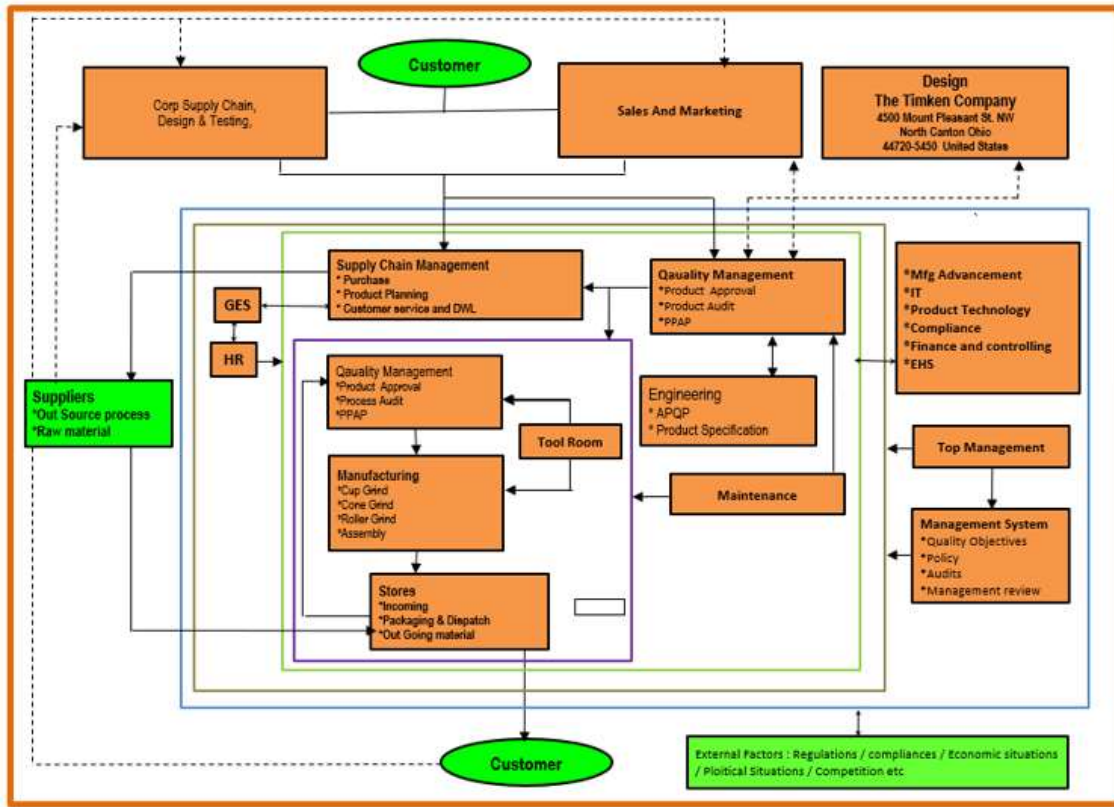 Customer
Corp Supply Chain,
Design & Testing,
Sales And Marketing
Design
The Timken Company
4500 Mount Pleasant St. NW
North Canton Ohio
44720-5450 United States
Supply Chain Management
* Purchase
* Product Planning
* Customer service and DWL
Qauality Management
*Product Approval
*Product Audit
*PPAP
*Mfg Advancement
*IT
*Product Technology
*Compliance
*Finance and controlling
*EHS
GES
HR
Suppliers
*Out Source process
*Raw material
Qauality Management
*Product Approval
*Process Audit
*PPAP
Tool Room
Engineering
* APQP
* Product Specification
Top Management
Manufacturing
*Cup Grind
*Cone Grind
*Roller Grind
*Assembly
Maintenance
Management System
*Quality Objectives
*Policy
*Audits
*Management review
Stores
*Incoming
*Packaging & Dispatch
*Out Going material
Customer
External Factors : Regulations / compliances / Economic situations
/ Ploitical Situations / Competition etc